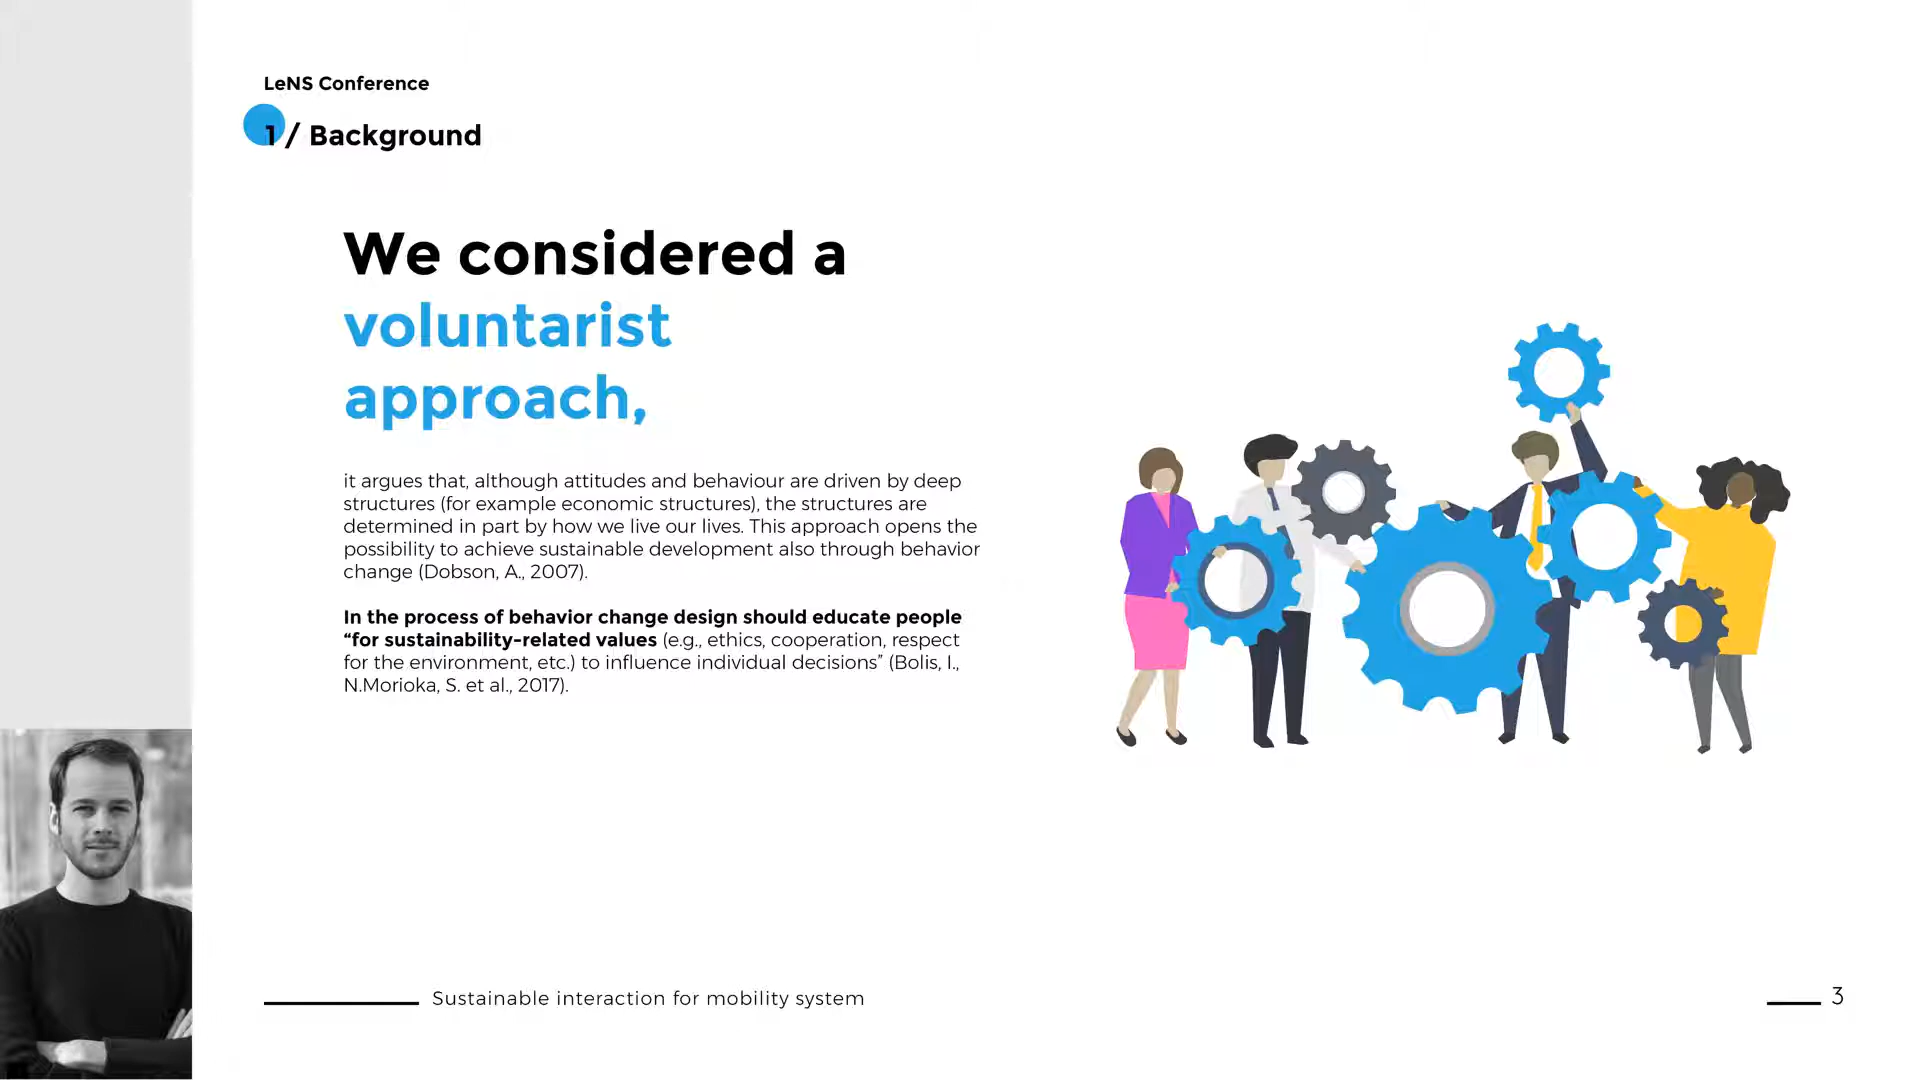 LeNS Conference
1 / Background
We considered a
voluntarist
approach,
it argues that, although attitudes and behaviour are driven by deep
structures (for example economic structures), the structures are
determined in part by how we live our lives. This approach opens the
possibility to achieve sustainable development also through behavior
change (Dobson, A., 2007).
In the process of behavior change design should educate people
“for sustainability-related values (e.g., ethics, cooperation, respect
for the environment, etc.) to influence individual decisions” (Bolis, I.,
N.Morioka, S. et al., 2017).
Sustainable interaction for mobility system
3